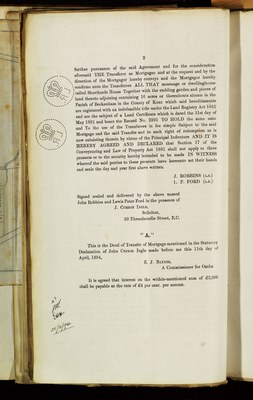 2
further pursuance of the said Agreement and for the consideration
aforesaid THE Transferor as Mortgagee and at the request and by the
direction of the Mortgagor hereby conveys and the Mortgagor hereby
confirms unto the Transferees ALL THAT messuage or dwelling-house
called Shortlands House Together with the wedding garden and pieces of
land thereto adjoining containing 16 acres or thereabouts situate in the
Parish of Beckenham in the County of KENT which said hereditaments
are registered with an indefeasible title under the Land Registry Act 1862
and are the subject of a Land Certificate which is dated the 21st day of
May 1881 and bears the Record No. TO HOLD the same unto
and To the use of the Transferees in fee simple Subject to the said
Mortgage and the said Transfer and to such right of redemption as is
now subsisting therein by virtue of the Principal Indenture AND IT IS
HEREBY AGREED AND DECLARED that Section 17 of the
Conveyancing and Law of Property Act 1881 shall not apply to these
presents or to the security hereby intended to be made IN WITNESS
whereof the said parties to these presents have hereunto set their hands
and seals the day and year first above written.
J. ROBBINS (L.S.)
L. P. FORD (L.S.)
Signed sealed and delivered by the above named
John Robbins and Lewis Peter Ford in the presence of
J. CURZON
Solicitor,
20 Threadneedle Street, E.C.
"A."
This is the Deed of Transfer of Mortgage mentioned in the Statutory
Declaration of John Curzon Ingle made before me this 11th day of
April, 1894,
E. J.
A Commissioner for Oaths
It is agreed that interest on the within-mentioned sum of £2,000
shall be payable at the rate of £4 per cent. per annum.